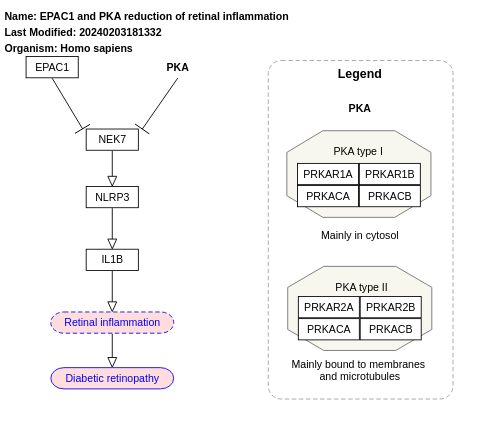 Name: EPAC1 and PKA reduction of retinal inflammation
Last Modified: 20240203181332
Organism: Homo sapiens
EPAC1
PKA
NEK7
NLRP3
IL1B
Retinal inflammation
Diabetic retinopathy
Legend
PKA
PKA type I
PRKAR1A PRKAR1B
PRKACA PRKACB
Mainly in cytosol
PKA type II
PRKAR2A PRKAR2B
PRKACA PRKACB
Mainly bound to membranes
and microtubules